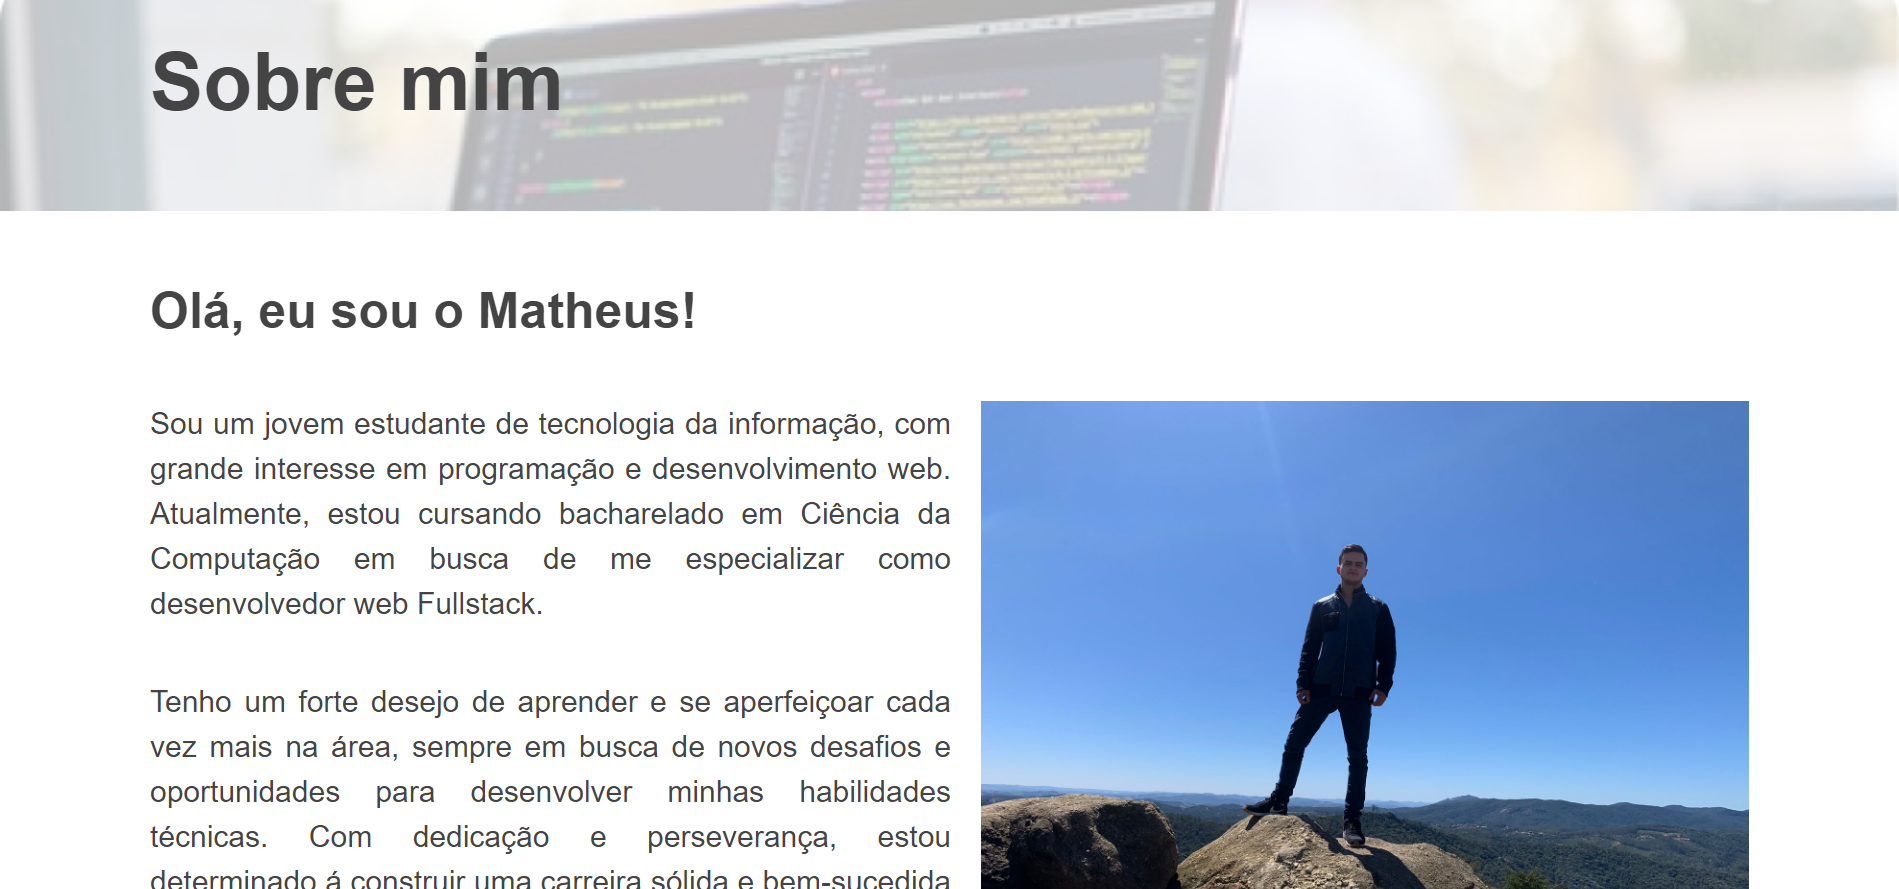 Sobre mim
Olá, eu sou o Matheus!
Sou um jovem estudante de tecnologia da informação, com
grande interesse em programação e desenvolvimento web.
Atualmente, estou cursando bacharelado em Ciência da
Computação em busca de me especializar como
desenvolvedor web Fullstack.
Tenho um forte desejo de aprender e se aperfeiçoar cada
vez mais na área, sempre em busca de novos desafios e
oportunidades para desenvolver minhas habilidades
técnicas. Com dedicação e perseverança, estou
determinado á construir uma carreira sólida e bem-sucedida